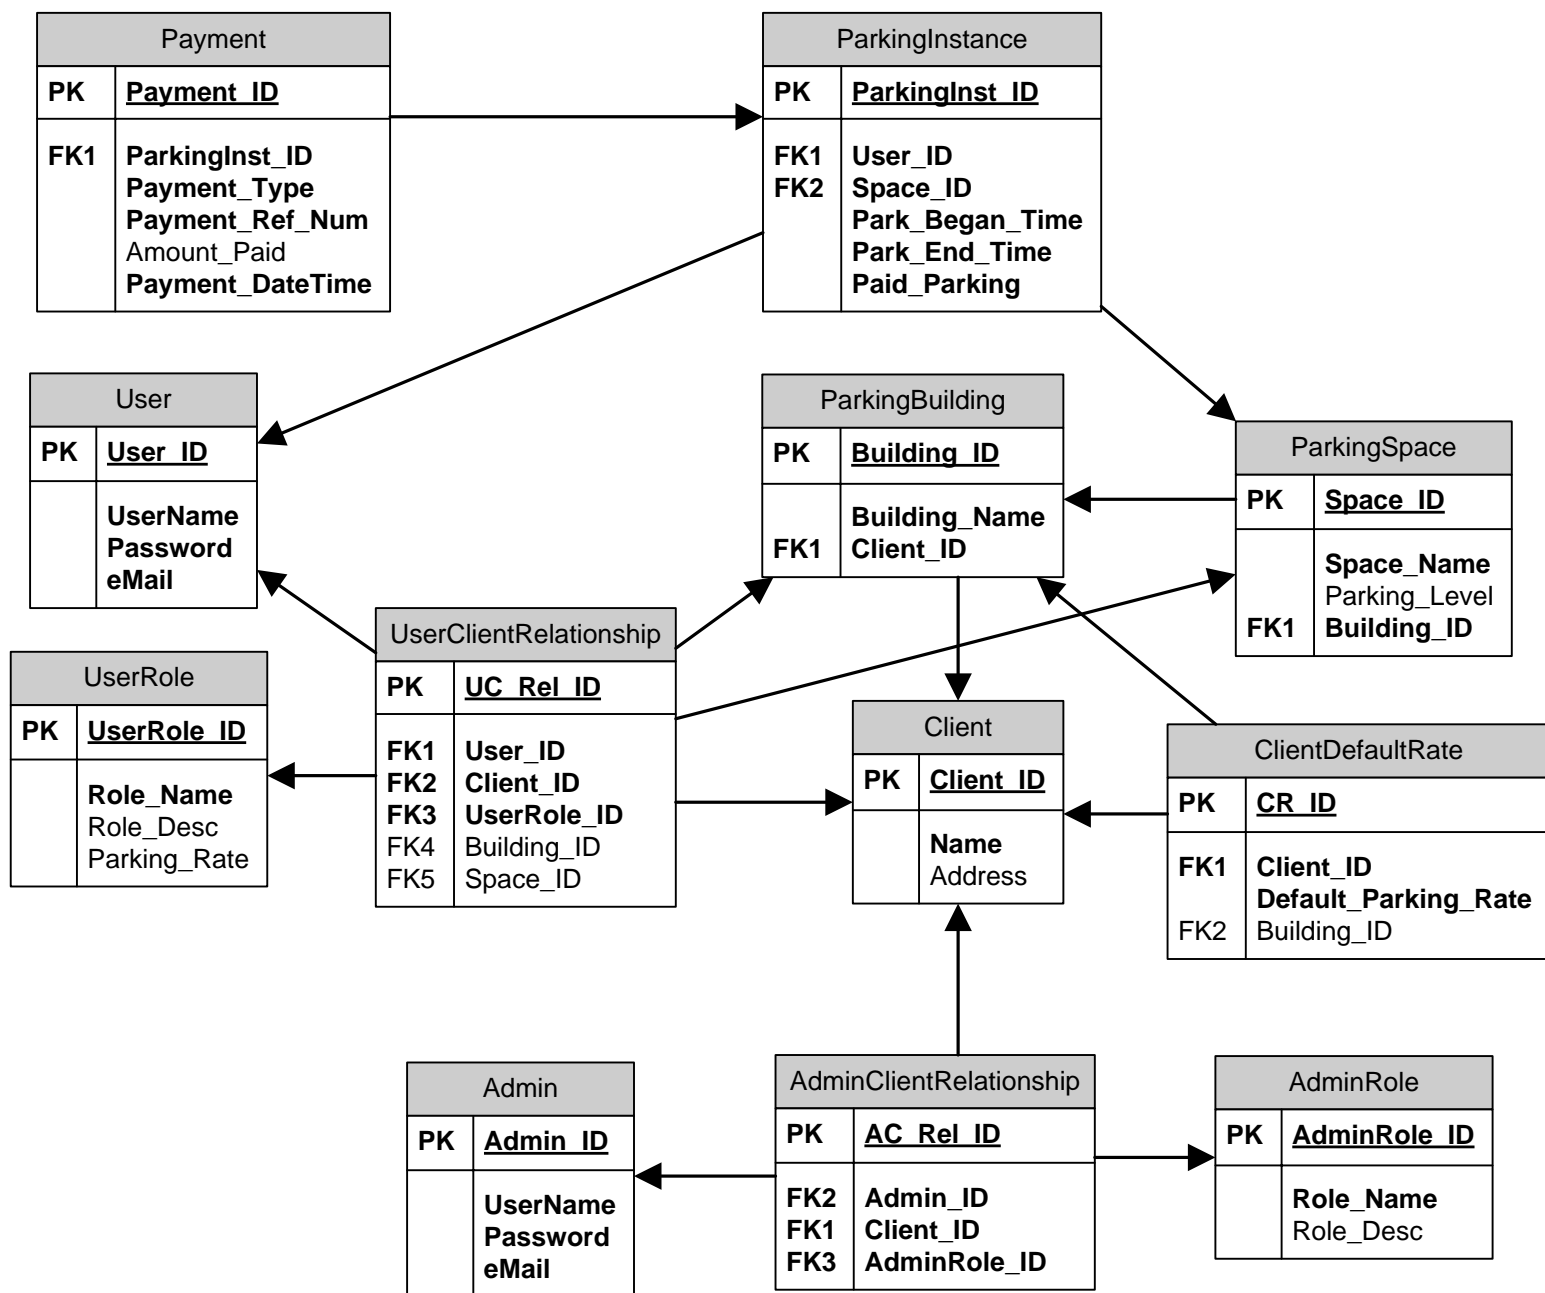 Payment
PK Payment_ID
FK1 ParkingInst_ID
Payment_Type
Payment_Ref_Num
Amount_Paid
Payment_DateTime
ParkingInstance
PK ParkingInst_ID
FK1 User_ID
FK2 Space_ID
Park_Began_Time
Park_End_Time
Paid_Parking
User
PK User_ID
UserName
Password
eMail
ParkingBuilding
PK Building_ID
Building_Name
FK1 Client_ID
ParkingSpace
PK Space_ID
Space_Name
Parking_Level
FK1 Building_ID
UserRole
PK UserRole_ID
Role_Name
Role_Desc
Parking_Rate
UserClientRelationship
PK UC_Rel_ID
FK1 User_ID
FK2 Client_ID
FK3 UserRole_ID
FK4 Building_ID
FK5 Space_ID
Client
PK Client_ID
Name
Address
ClientDefaultRate
PK CR_ID
FK1 Client_ID
Default_Parking_Rate
FK2 Building_ID
Admin
PK Admin_ID
UserName
Password
eMail
AdminClientRelationship
PK AC_Rel_ID
FK2 Admin_ID
FK1 Client_ID
FK3 AdminRole_ID
AdminRole
PK AdminRole_ID
Role_Name
Role_Desc